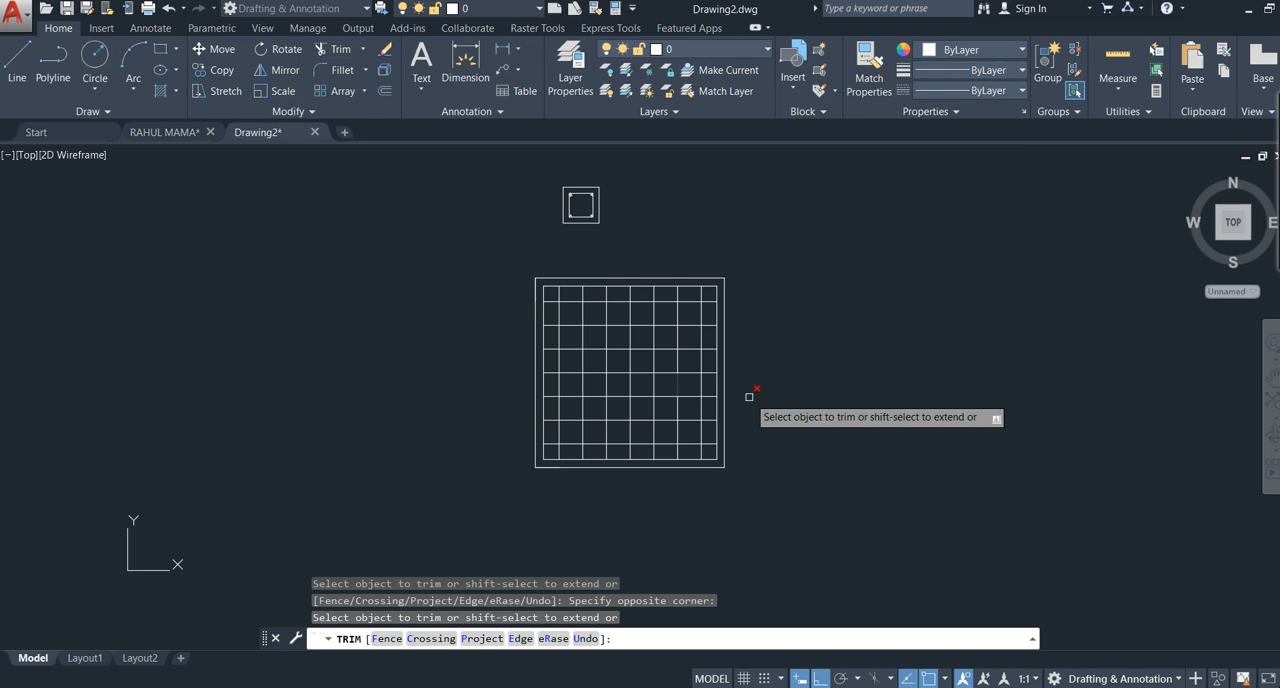 A Drafting & Annotation 0 Drawing2.dwg Type a keyword or phrase Sign In ?
Home Insert Annotate Parametric View Manage Output Add-ins Collaborate Raster Tools Express Tools Featured Apps
Line Polyline Circle Arc
Move Rotate Trim
Copy Mirror Fillet
Stretch Scale Array
A Text Dimension Table
Layer Properties
0
Make Current
Match Layer
Insert
Match Properties
ByLayer
ByLayer
ByLayer
Group
Measure
Paste
Base
Draw Modify Annotation Layers Block Properties Groups Utilities Clipboard View
Start RAHUL MAMA* Drawing2*
[−][Top][2D Wireframe]
N
W TOP E
S
Unnamed
Select object to trim or shift-select to extend or
Y
X
Select object to trim or shift-select to extend or
[Fence/Crossing/Project/Edge/eRase/Undo]: Specify opposite corner:
Select object to trim or shift-select to extend or
TRIM [Fence Crossing Project Edge eRase Undo]:
Model Layout1 Layout2 +
MODEL 1:1 Drafting & Annotation